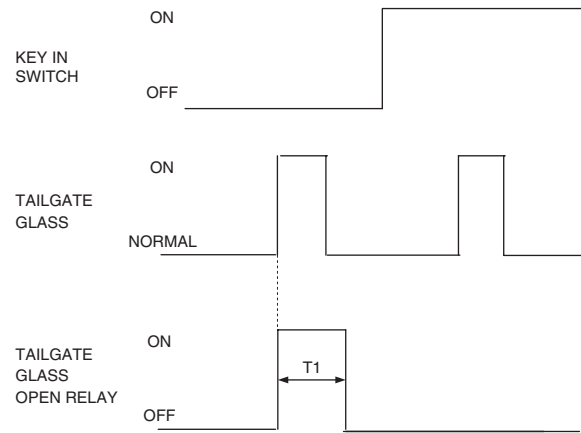 ON
KEY IN
SWITCH
OFF
ON
TAILGATE
GLASS
NORMAL
ON
TAILGATE
GLASS
OPEN RELAY
T1
OFF